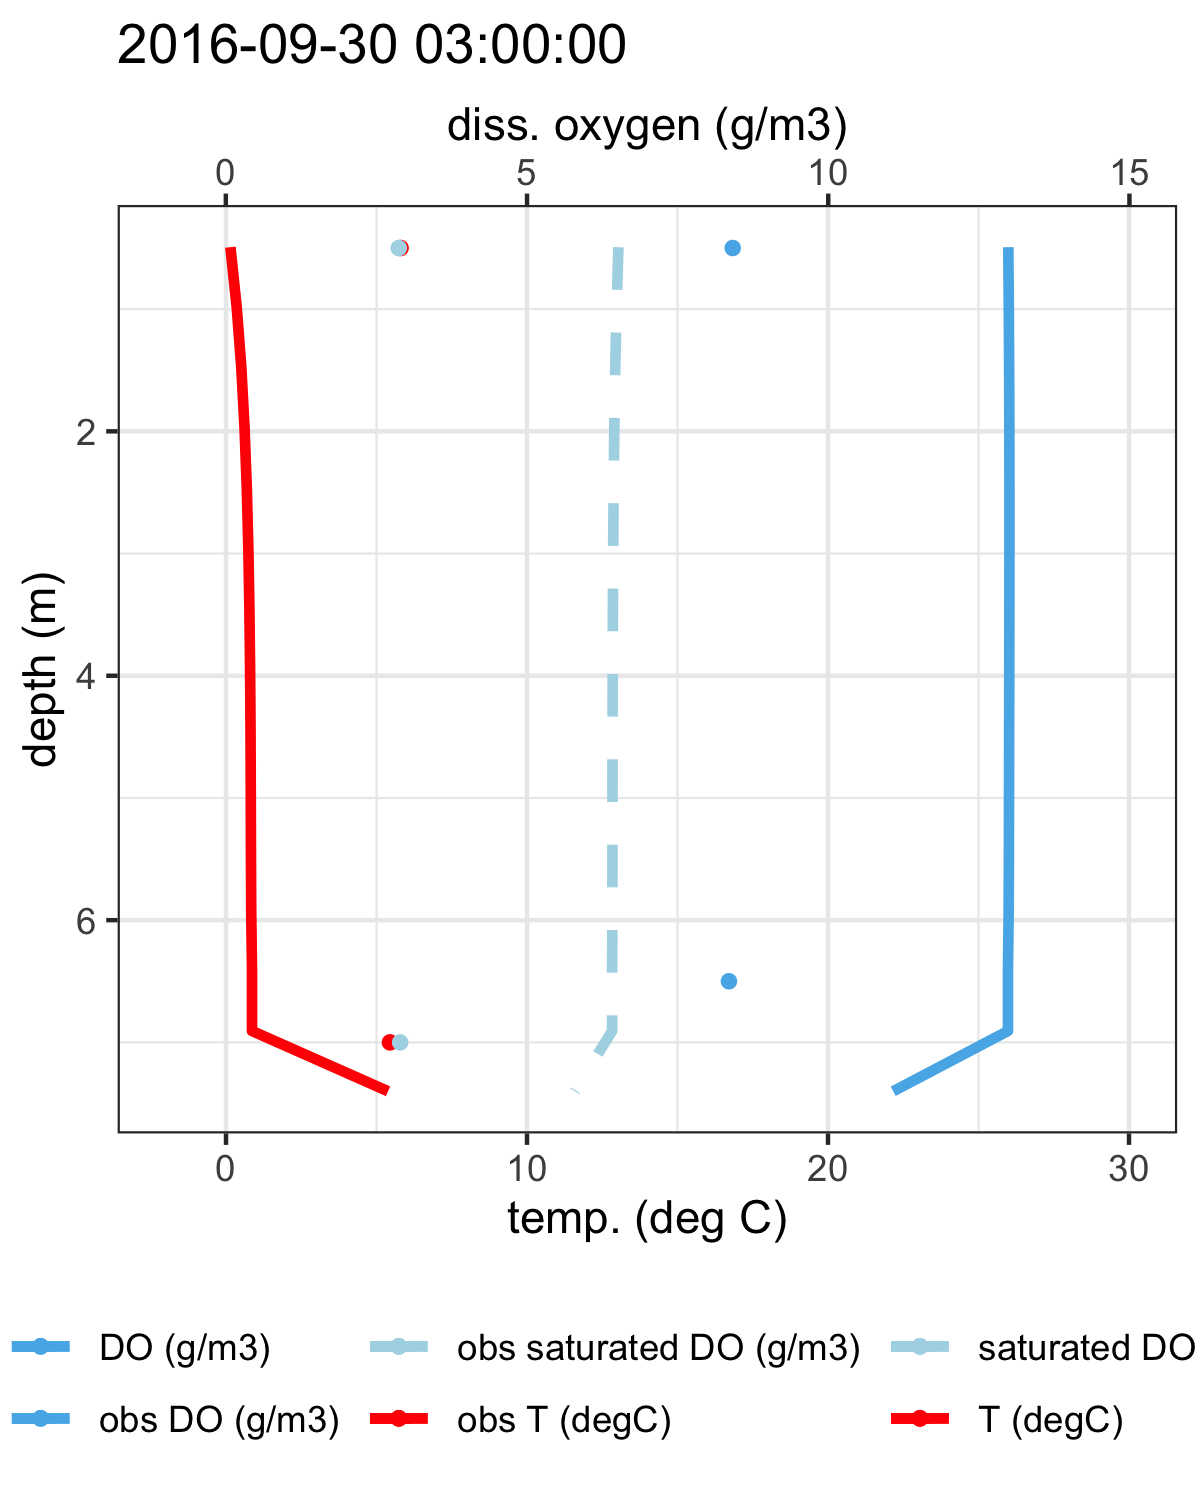 2016-09-30 03:00:00
diss. oxygen (g/m3)
0 5 10 15
2
4
6
depth (m)
0 10 20 30
temp. (deg C)
DO (g/m3) obs saturated DO (g/m3) saturated DO
obs DO (g/m3) obs T (degC) T (degC)